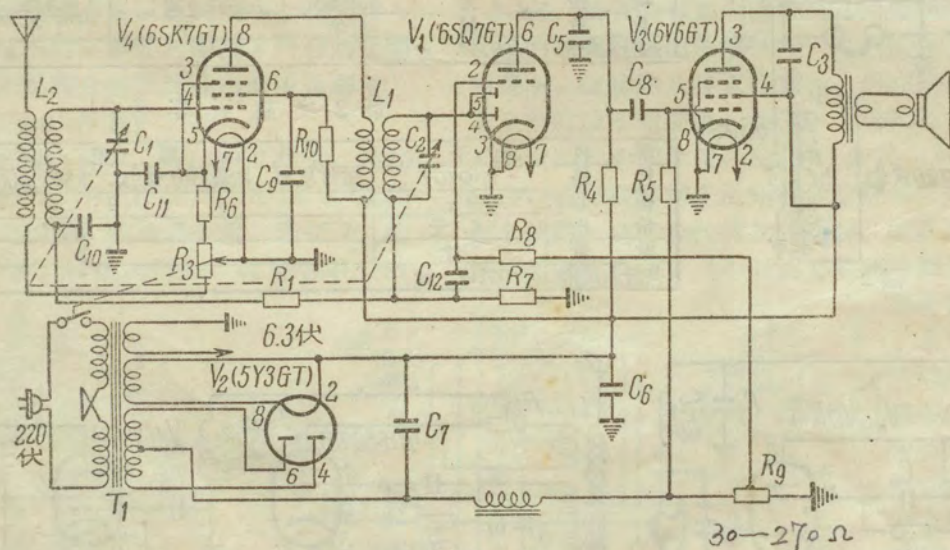 V₄(6SK7GT) 8
V₁(6SQ7GT) 6
C₅
V₃(6V6GT) 3
3
4
5
7
2
6
2
5
4
3
8
7
C₈
5
8
7
2
4
C₃
L₂
C₁
C₁₁
C₁₀
R₆
R₃
C₉
R₁₀
L₁
C₂
R₄
R₅
R₈
C₁₂
R₇
R₁
6.3伏
V₂(5Y3GT)
2
8
6
4
C₇
C₆
R₉
220
伏
T₁
30—270Ω